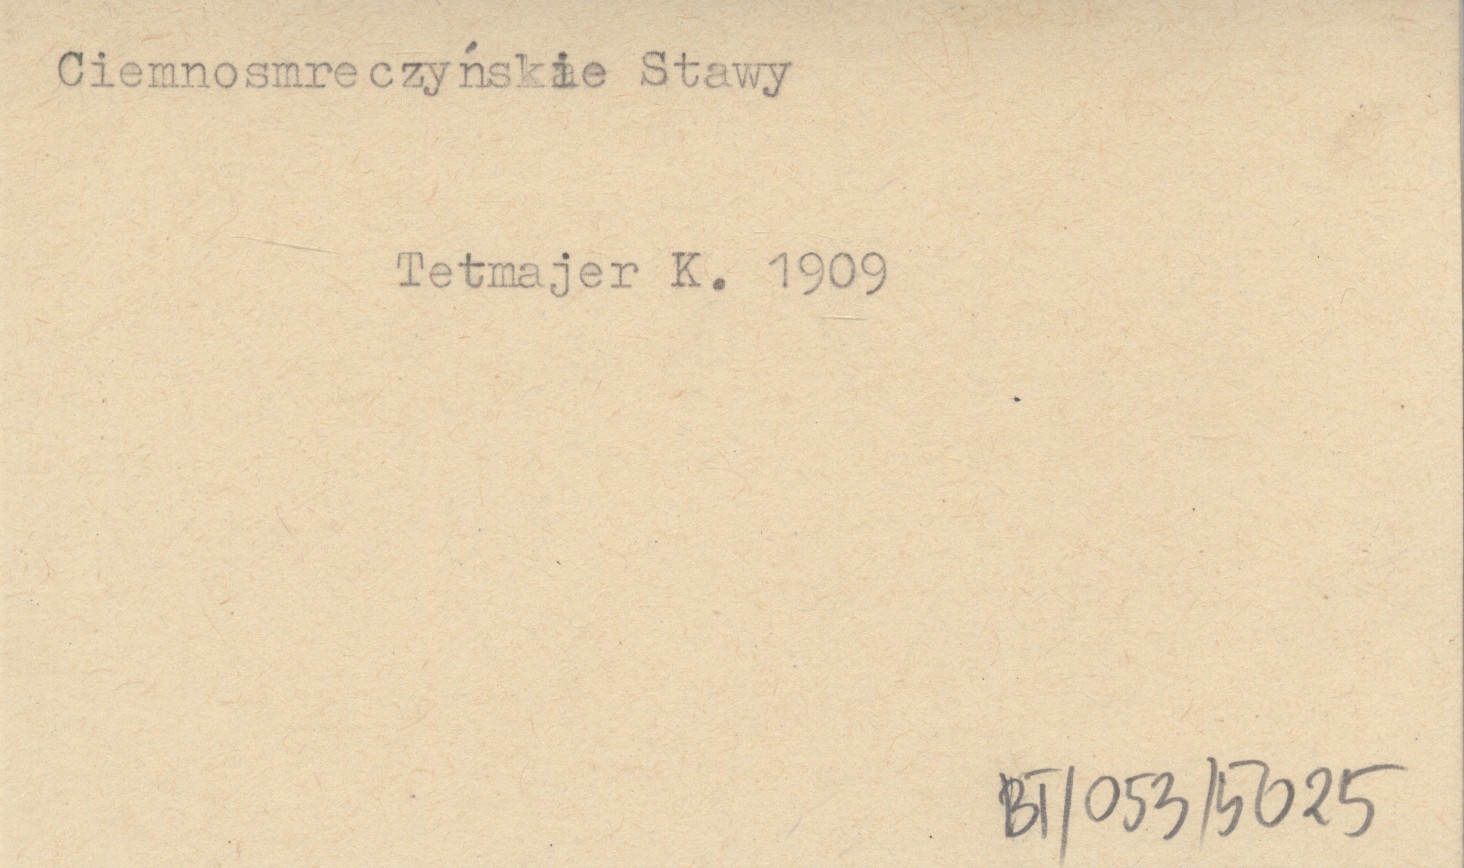 Ciemnosmreczyńskie Stawy
Tetmajer K. 1909
BT/053/5025